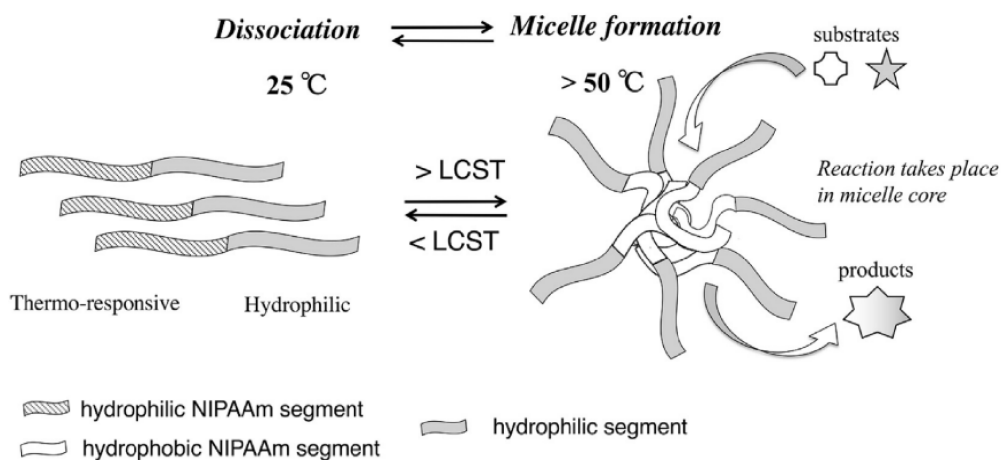 Dissociation
Micelle formation
25 ℃
> 50 ℃
substrates
> LCST
< LCST
Reaction takes place
in micelle core
Thermo-responsive
Hydrophilic
products
hydrophilic NIPAAm segment
hydrophobic NIPAAm segment
hydrophilic segment